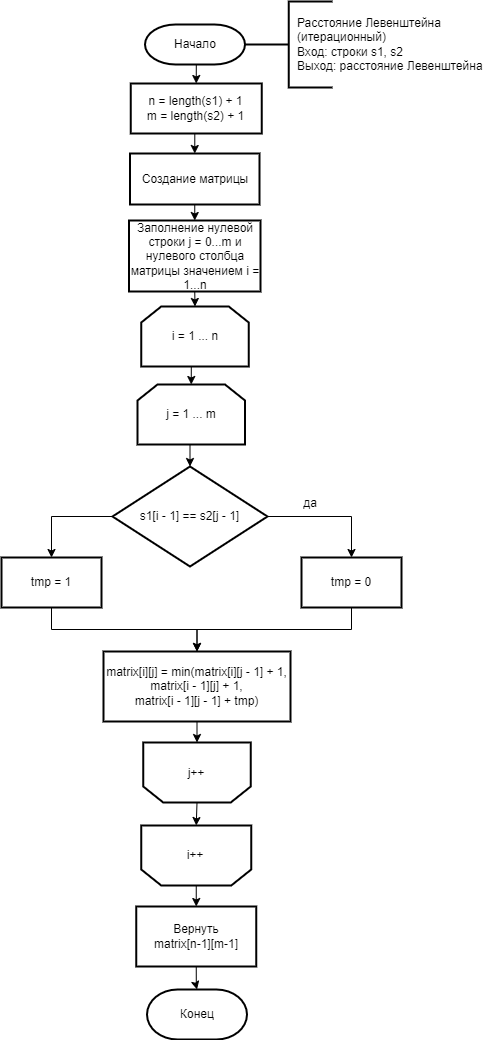 Начало
Расстояние Левенштейна
(итерационный)
Вход: строки s1, s2
Выход: расстояние Левенштейна
n = length(s1) + 1
m = length(s2) + 1
Создание матрицы
Заполнение нулевой
строки j = 0...m и
нулевого столбца
матрицы значением i =
1...n
i = 1 ... n
j = 1 ... m
s1[i - 1] == s2[j - 1]
да
tmp = 1
tmp = 0
matrix[i][j] = min(matrix[i][j - 1] + 1,
matrix[i - 1][j] + 1,
matrix[i - 1][j - 1] + tmp)
j++
i++
Вернуть
matrix[n-1][m-1]
Конец